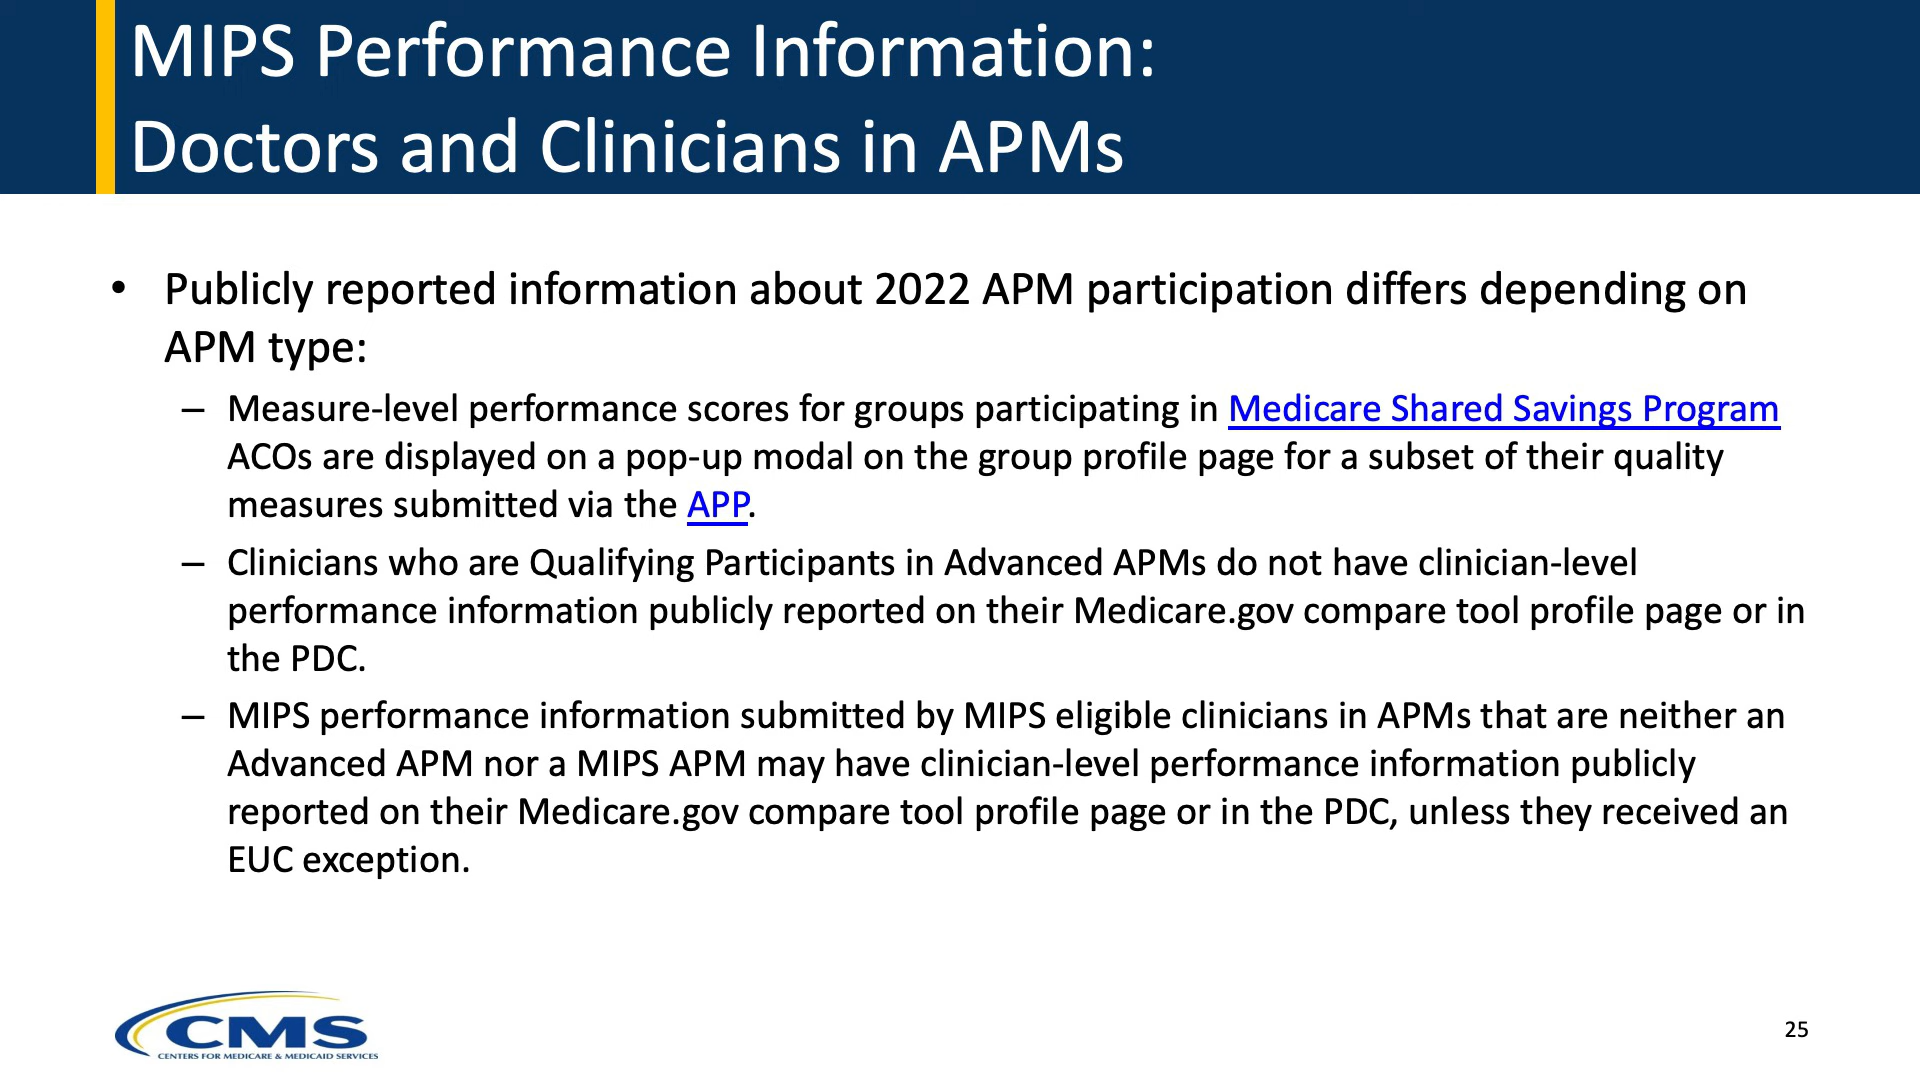 MIPS Performance Information:
Doctors and Clinicians in APMs
• Publicly reported information about 2022 APM participation differs depending on
APM type:
– Measure-level performance scores for groups participating in Medicare Shared Savings Program
ACOs are displayed on a pop-up modal on the group profile page for a subset of their quality
measures submitted via the APP.
– Clinicians who are Qualifying Participants in Advanced APMs do not have clinician-level
performance information publicly reported on their Medicare.gov compare tool profile page or in
the PDC.
– MIPS performance information submitted by MIPS eligible clinicians in APMs that are neither an
Advanced APM nor a MIPS APM may have clinician-level performance information publicly
reported on their Medicare.gov compare tool profile page or in the PDC, unless they received an
EUC exception.
CMS
CENTERS FOR MEDICARE & MEDICAID SERVICES
25